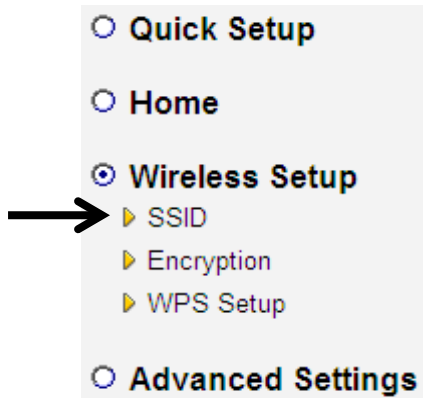 Quick Setup
Home
Wireless Setup
SSID
Encryption
WPS Setup
Advanced Settings